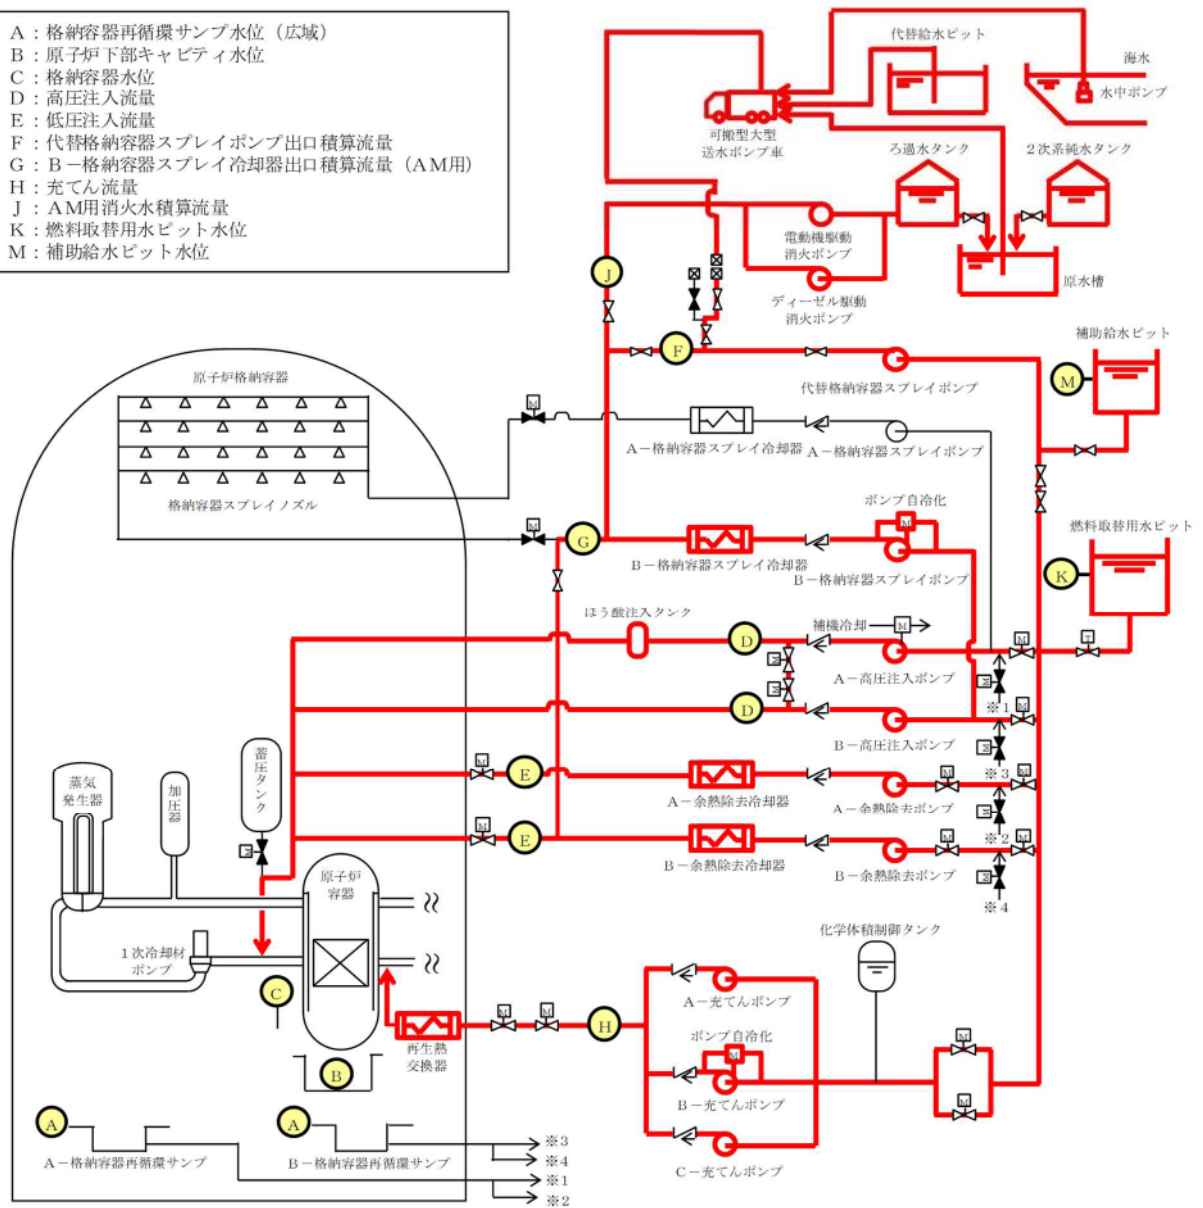 A：格納容器再循環サンプ水位（広域）
B：原子炉下部キャビティ水位
C：格納容器水位
D：高圧注入流量
E：低圧注入流量
F：代替格納容器スプレイポンプ出口積算流量
G：B－格納容器スプレイ冷却器出口積算流量（AM用）
H：充てん流量
J：AM用消火水積算流量
K：燃料取替用水ピット水位
M：補助給水ピット水位
代替給水ピット
海水
水中ポンプ
可搬型大型
送水ポンプ車
ろ過水タンク
2次系純水タンク
電動機駆動
消火ポンプ
J
原水槽
ディーゼル駆動
消火ポンプ
補助給水ピット
F
M
原子炉格納容器
代替格納容器スプレイポンプ
M
A－格納容器スプレイ冷却器
A－格納容器スプレイポンプ
格納容器スプレイノズル
ポンプ自冷化
M
M
G
燃料取替用水ピット
B－格納容器スプレイ冷却器
B－格納容器スプレイポンプ
K
ほう酸注入タンク
補機冷却
M
D
M
T
M
A－高圧注入ポンプ
M
M
※1
D
M
B－高圧注入ポンプ
M
※3
蓄圧タンク
M
E
M
M
蒸気
発生器
加圧器
A－余熱除去冷却器
A－余熱除去ポンプ
M
※2
M
E
M
M
M
B－余熱除去冷却器
B－余熱除去ポンプ
M
※4
原子炉
容器
化学体積制御タンク
1次冷却材
ポンプ
C
A－充てんポンプ
M
M
H
再生熱
交換器
ポンプ自冷化
M
M
B
B－充てんポンプ
M
A
A
C－充てんポンプ
A－格納容器再循環サンプ
B－格納容器再循環サンプ
※3
※4
※1
※2